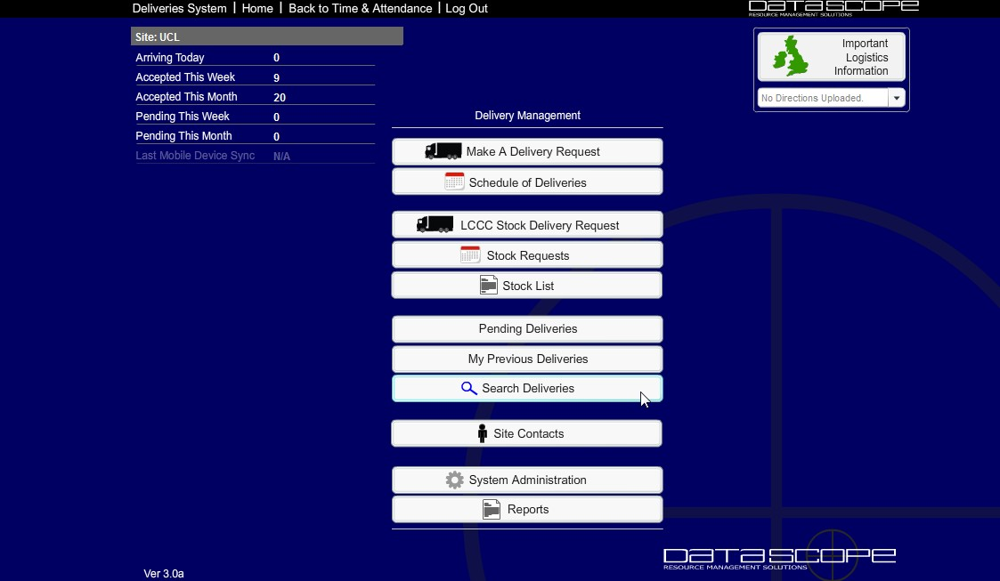 Deliveries System | Home | Back to Time & Attendance | Log Out
DATASCOPE
RESOURCE MANAGEMENT SOLUTIONS
Site: UCL
Arriving Today 0
Accepted This Week 9
Accepted This Month 20
Pending This Week 0
Pending This Month 0
Last Mobile Device Sync N/A
Important
Logistics
Information
No Directions Uploaded.
Delivery Management
Make A Delivery Request
Schedule of Deliveries
LCCC Stock Delivery Request
Stock Requests
Stock List
Pending Deliveries
My Previous Deliveries
Search Deliveries
Site Contacts
System Administration
Reports
DATASCOPE
RESOURCE MANAGEMENT SOLUTIONS
Ver 3.0a